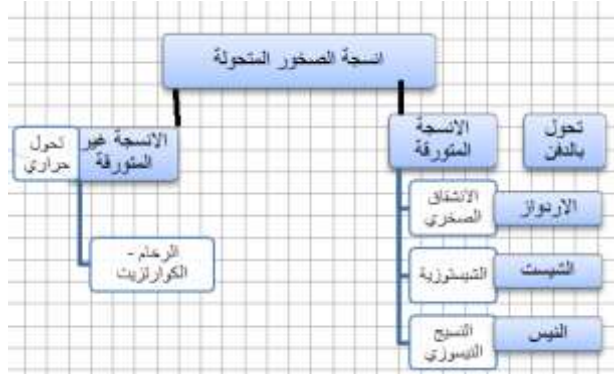 انسجة الصخور المتحولة
تحول
بالدفن
الانسجة
المتورقة
الانسجة غير
المتورقة
تحول
حراري
الاردواز
الانشقاق
الصخري
الشيست
الشيستوزية
الرخام -
الكوارتزيت
النيس
النسيج
النيسوزي